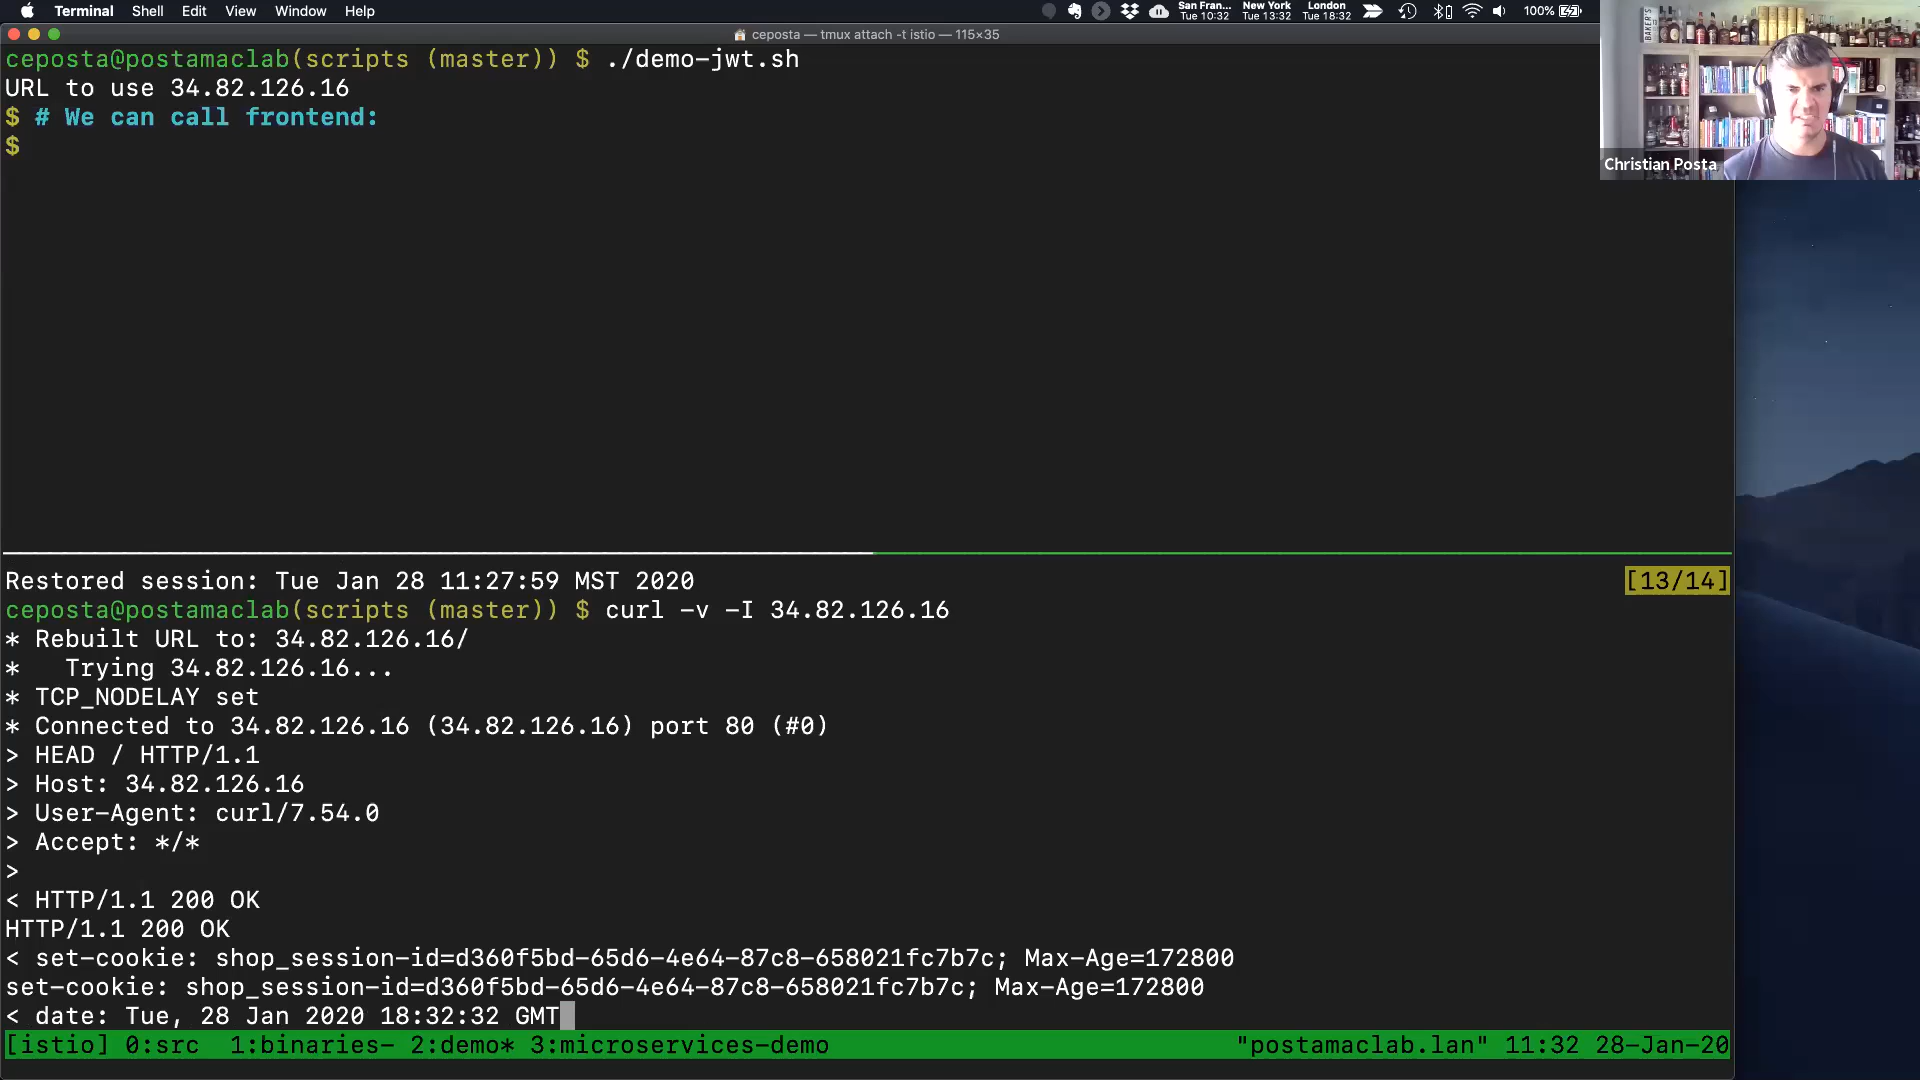 Terminal Shell Edit View Window Help
San Fran... New York London
Tue 10:32 Tue 13:32 Tue 18:32 100%
ceposta — tmux attach -t istio — 115×35
ceposta@postamaclab(scripts (master)) $ ./demo-jwt.sh
URL to use 34.82.126.16
$ # We can call frontend:
$
BAKER'S
Christian Posta
Restored session: Tue Jan 28 11:27:59 MST 2020 [13/14]
ceposta@postamaclab(scripts (master)) $ curl -v -I 34.82.126.16
* Rebuilt URL to: 34.82.126.16/
*   Trying 34.82.126.16...
* TCP_NODELAY set
* Connected to 34.82.126.16 (34.82.126.16) port 80 (#0)
> HEAD / HTTP/1.1
> Host: 34.82.126.16
> User-Agent: curl/7.54.0
> Accept: */*
>
< HTTP/1.1 200 OK
HTTP/1.1 200 OK
< set-cookie: shop_session-id=d360f5bd-65d6-4e64-87c8-658021fc7b7c; Max-Age=172800
set-cookie: shop_session-id=d360f5bd-65d6-4e64-87c8-658021fc7b7c; Max-Age=172800
< date: Tue, 28 Jan 2020 18:32:32 GMT
[istio] 0:src  1:binaries- 2:demo* 3:microservices-demo "postamaclab.lan" 11:32 28-Jan-20